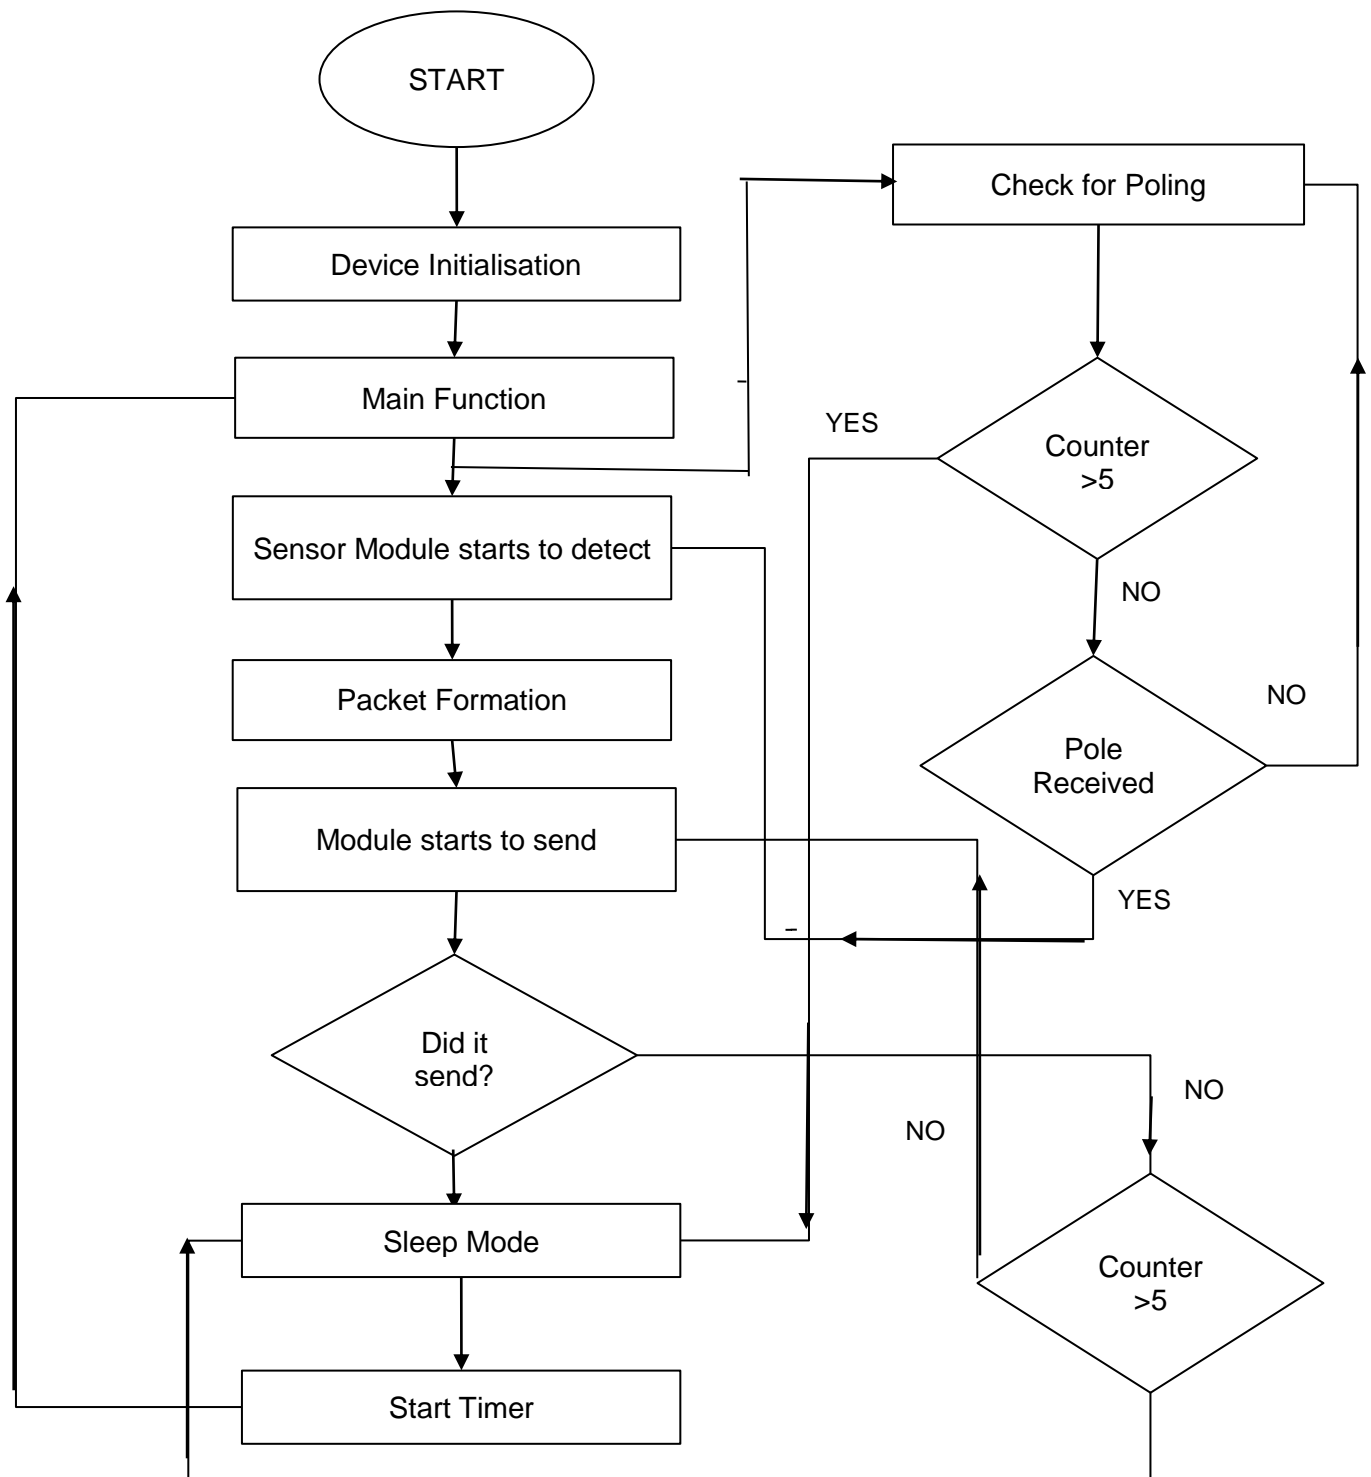 START
Check for Poling
Device Initialisation
Main Function
YES
Counter
>5
Sensor Module starts to detect
NO
Packet Formation
NO
Pole
Received
Module starts to send
YES
Did it
send?
NO
NO
Sleep Mode
Counter
>5
Start Timer